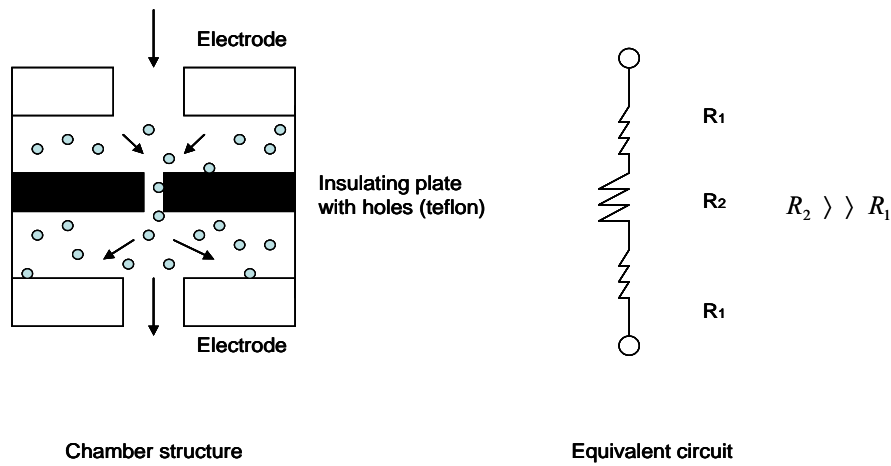 Electrode
Insulating plate
with holes (teflon)
Electrode
Chamber structure
R₁
R₂
R₂ 〉 〉 R₁
R₁
Equivalent circuit